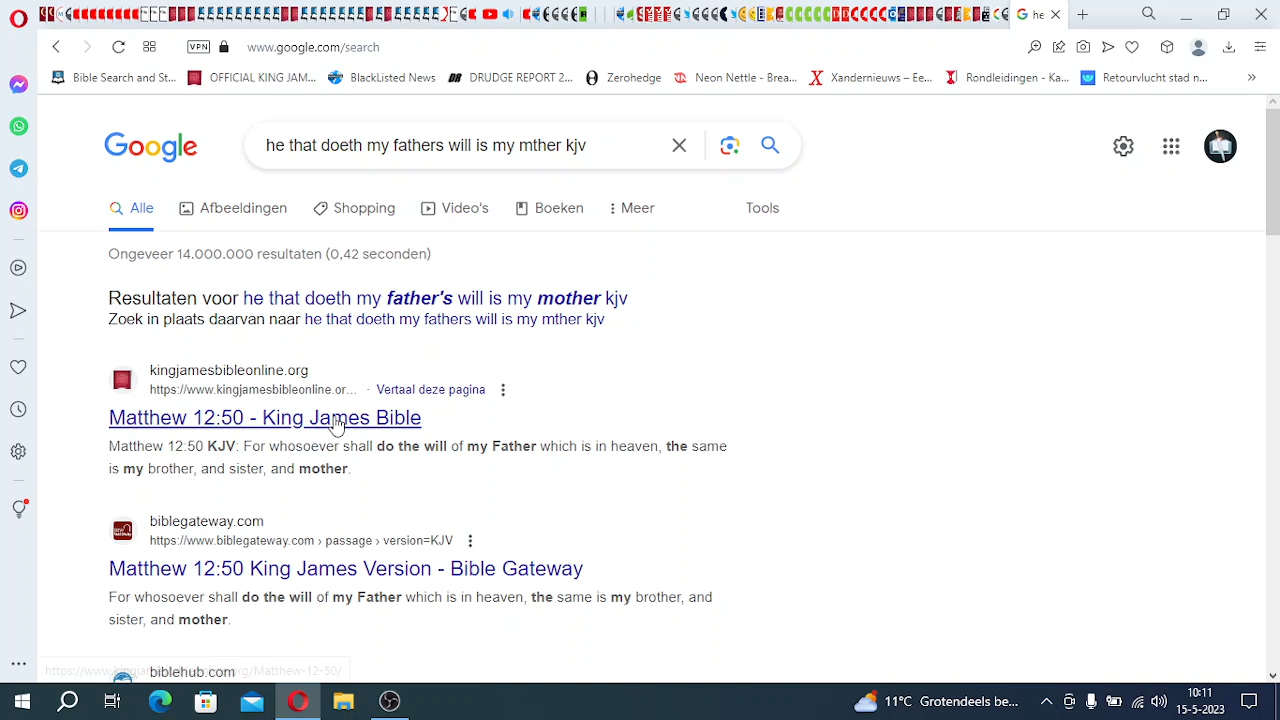 he
VPN
www.google.com/search
Bible Search and St...
OFFICIAL KING JAM...
BlackListed News
DRUDGE REPORT 2...
Zerohedge
Neon Nettle - Brea...
Xandernieuws – Ee...
Rondleidingen - Ka...
Retourvlucht stad n...
»
Google
he that doeth my fathers will is my mther kjv
Alle
Afbeeldingen
Shopping
Video's
Boeken
Meer
Tools
Ongeveer 14.000.000 resultaten (0,42 seconden)
Resultaten voor he that doeth my father's will is my mother kjv
Zoek in plaats daarvan naar he that doeth my fathers will is my mther kjv
kingjamesbibleonline.org
https://www.kingjamesbibleonline.or... · Vertaal deze pagina
Matthew 12:50 - King James Bible
Matthew 12:50 KJV: For whosoever shall do the will of my Father which is in heaven, the same
is my brother, and sister, and mother.
biblegateway.com
https://www.biblegateway.com › passage › version=KJV
Matthew 12:50 King James Version - Bible Gateway
For whosoever shall do the will of my Father which is in heaven, the same is my brother, and
sister, and mother.
biblehub.com
11°C Grotendeels be...
10:11
15-5-2023